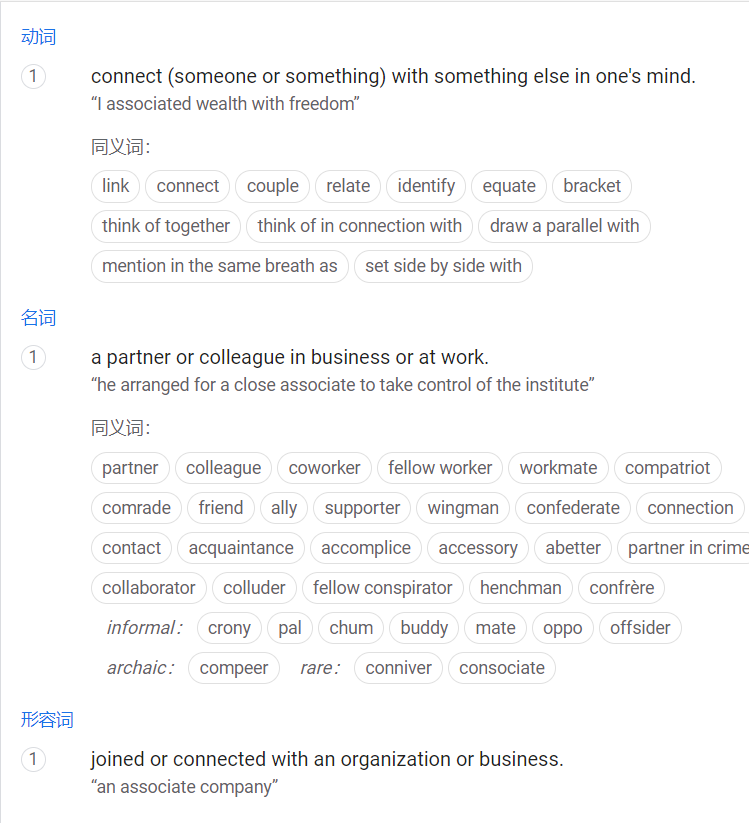 动词
1 connect (someone or something) with something else in one's mind.
“I associated wealth with freedom”
同义词：
link connect couple relate identify equate bracket
think of together think of in connection with draw a parallel with
mention in the same breath as set side by side with
名词
1 a partner or colleague in business or at work.
“he arranged for a close associate to take control of the institute”
同义词：
partner colleague coworker fellow worker workmate compatriot
comrade friend ally supporter wingman confederate connection
contact acquaintance accomplice accessory abetter partner in crime
collaborator colluder fellow conspirator henchman confrère
informal： crony pal chum buddy mate oppo offsider
archaic： compeer rare： conniver consociate
形容词
1 joined or connected with an organization or business.
“an associate company”